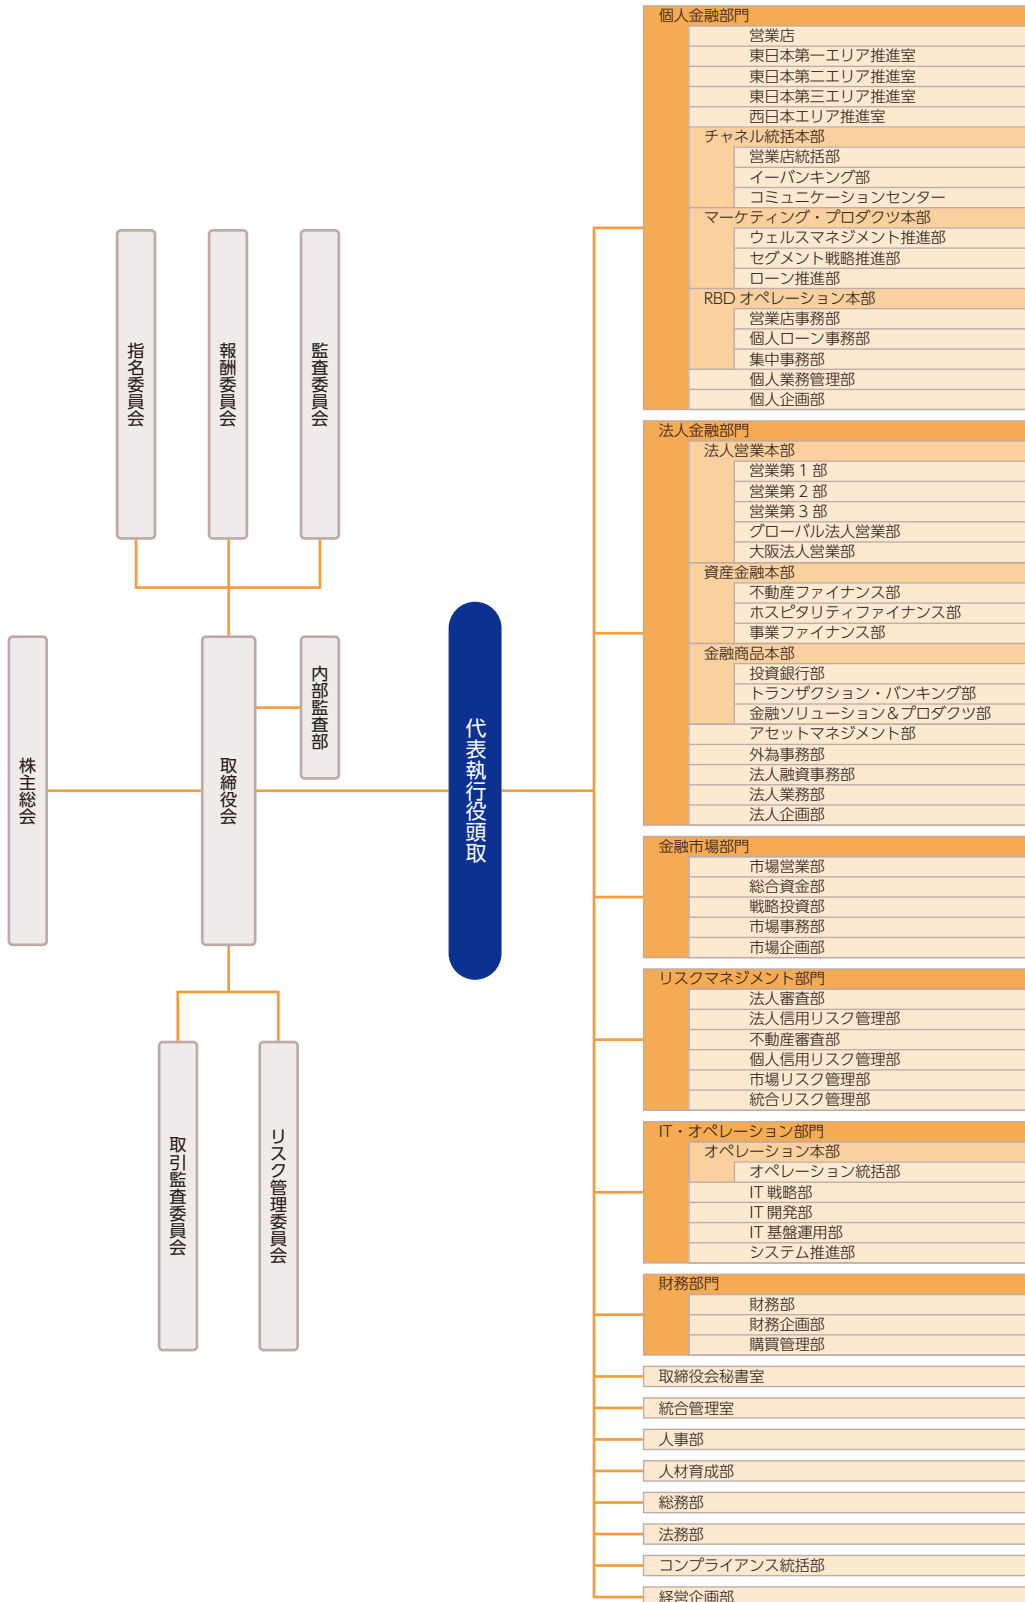 株主総会
指名委員会
報酬委員会
監査委員会
取締役会
内部監査部
取引監査委員会
リスク管理委員会
代表執行役頭取
個人金融部門
営業店
東日本第一エリア推進室
東日本第二エリア推進室
東日本第三エリア推進室
西日本エリア推進室
チャネル統括本部
営業店統括部
イーバンキング部
コミュニケーションセンター
マーケティング・プロダクツ本部
ウェルスマネジメント推進部
セグメント戦略推進部
ローン推進部
RBD オペレーション本部
営業店事務部
個人ローン事務部
集中事務部
個人業務管理部
個人企画部
法人金融部門
法人営業本部
営業第 1 部
営業第 2 部
営業第 3 部
グローバル法人営業部
大阪法人営業部
資産金融本部
不動産ファイナンス部
ホスピタリティファイナンス部
事業ファイナンス部
金融商品本部
投資銀行部
トランザクション・バンキング部
金融ソリューション＆プロダクツ部
アセットマネジメント部
外為事務部
法人融資事務部
法人業務部
法人企画部
金融市場部門
市場営業部
総合資金部
戦略投資部
市場事務部
市場企画部
リスクマネジメント部門
法人審査部
法人信用リスク管理部
不動産審査部
個人信用リスク管理部
市場リスク管理部
統合リスク管理部
IT・オペレーション部門
オペレーション本部
オペレーション統括部
IT 戦略部
IT 開発部
IT 基盤運用部
システム推進部
財務部門
財務部
財務企画部
購買管理部
取締役会秘書室
統合管理室
人事部
人材育成部
総務部
法務部
コンプライアンス統括部
経営企画部